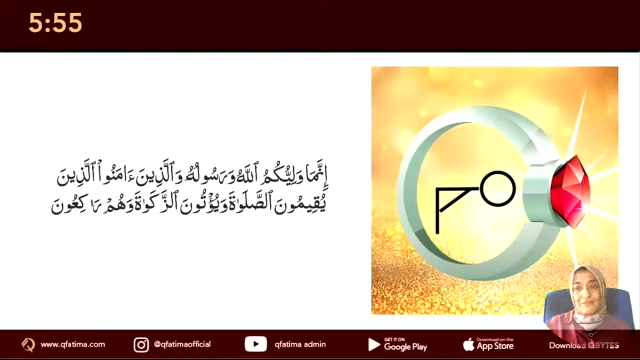 5:55
إِنَّمَا وَلِيُّكُمُ ٱللَّهُ وَرَسُولُهُۥ وَٱلَّذِينَ ءَامَنُوا۟ ٱلَّذِينَ
يُقِيمُونَ ٱلصَّلَوٰةَ وَيُؤْتُونَ ٱلزَّكَوٰةَ وَهُمْ رَٰكِعُونَ
www.qfatima.com
@qfatimaofficial
qfatima admin
GET IT ON
Google Play
Download on the
App Store
Download QBYTES